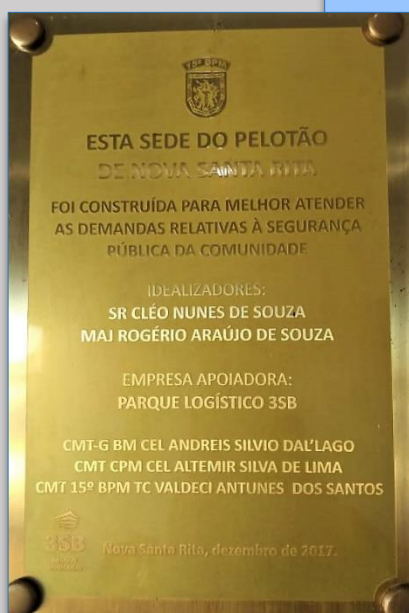 15º BPM
ESTA SEDE DO PELOTÃO
DE NOVA SANTA RITA
FOI CONSTRUÍDA PARA MELHOR ATENDER
AS DEMANDAS RELATIVAS À SEGURANÇA
PÚBLICA DA COMUNIDADE
IDEALIZADORES:
SR CLÉO NUNES DE SOUZA
MAJ ROGÉRIO ARAÚJO DE SOUZA
EMPRESA APOIADORA:
PARQUE LOGÍSTICO 3SB
CMT-G BM CEL ANDREIS SILVIO DAL'LAGO
CMT CPM CEL ALTEMIR SILVA DE LIMA
CMT 15º BPM TC VALDECI ANTUNES DOS SANTOS
3SB
Nova Santa Rita, dezembro de 2017.